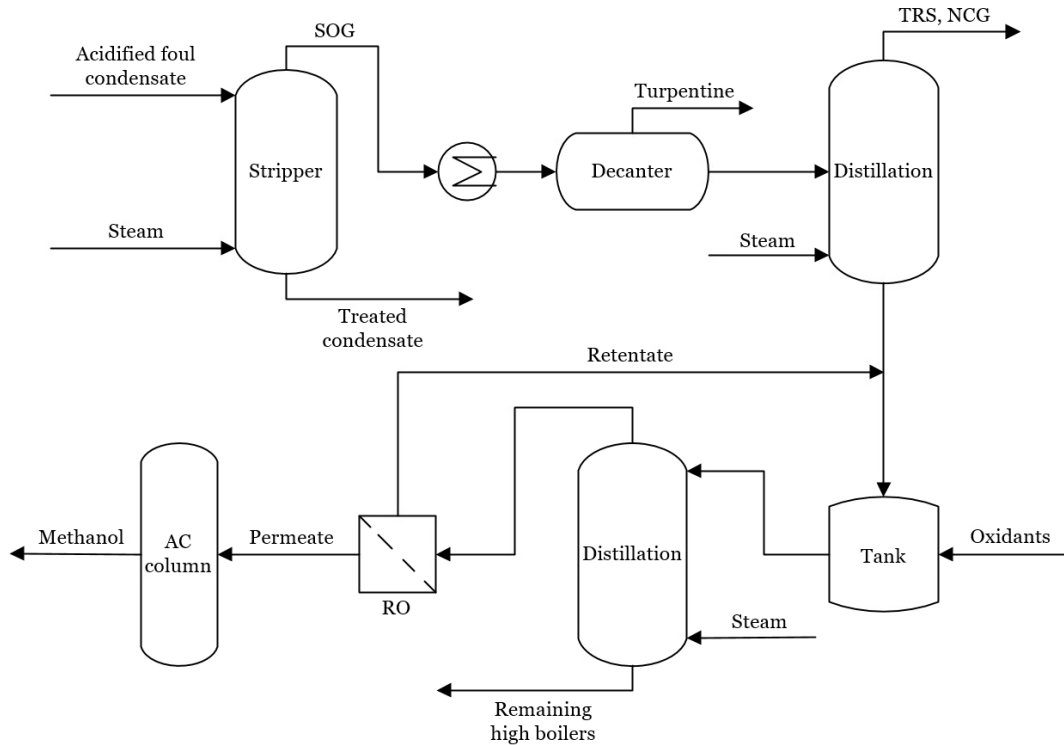 TRS, NCG
SOG
Acidified foul
condensate
Turpentine
Stripper
Decanter
Distillation
Steam
Steam
Treated
condensate
Retentate
Methanol
AC
column
Permeate
RO
Distillation
Tank
Oxidants
Steam
Remaining
high boilers